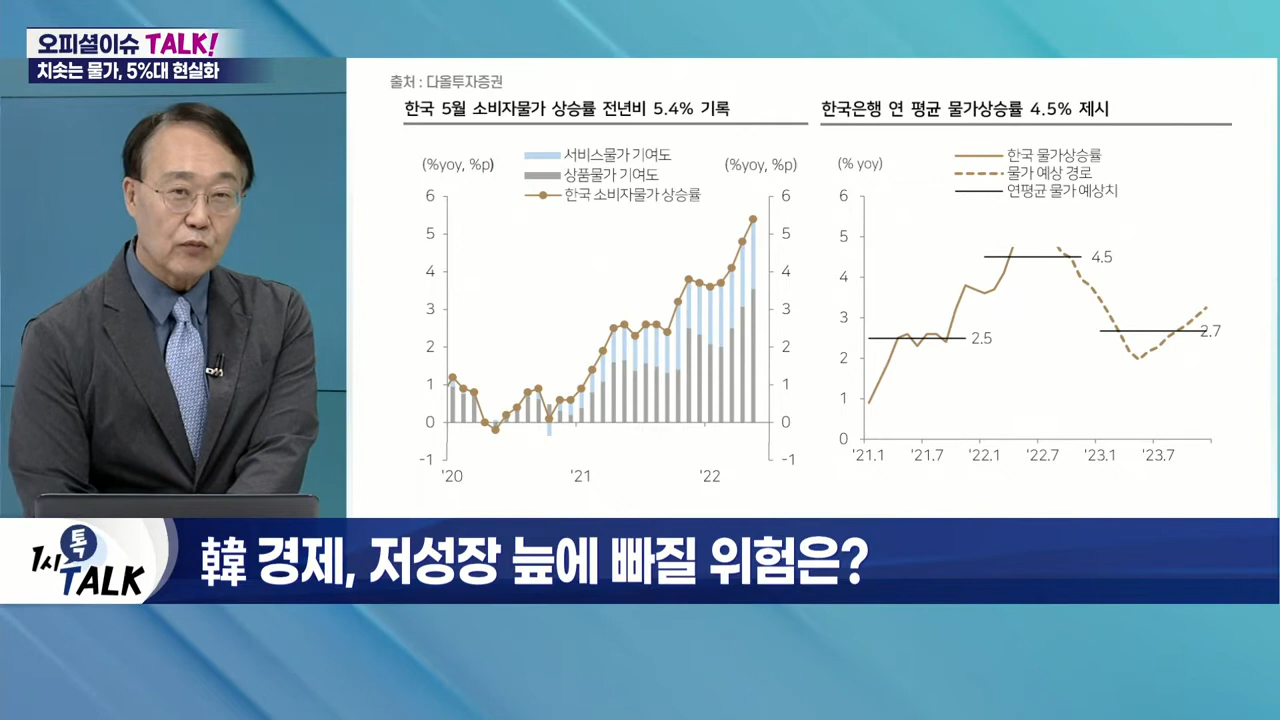 오피셜이슈 TALK!
치솟는 물가, 5%대 현실화
출처 : 다올투자증권
한국 5월 소비자물가 상승률 전년비 5.4% 기록
(%yoy, %p)
서비스물가 기여도
상품물가 기여도
한국 소비자물가 상승률
(%yoy, %p)
6
5
4
3
2
1
0
-1
6
5
4
3
2
1
0
-1
'20
'21
'22
한국은행 연 평균 물가상승률 4.5% 제시
(% yoy)
한국 물가상승률
물가 예상 경로
연평균 물가 예상치
6
5
4
3
2
1
0
2.5
4.5
2.7
'21.1
'21.7
'22.1
'22.7
'23.1
'23.7
1시톡
TALK
韓 경제, 저성장 늪에 빠질 위험은?